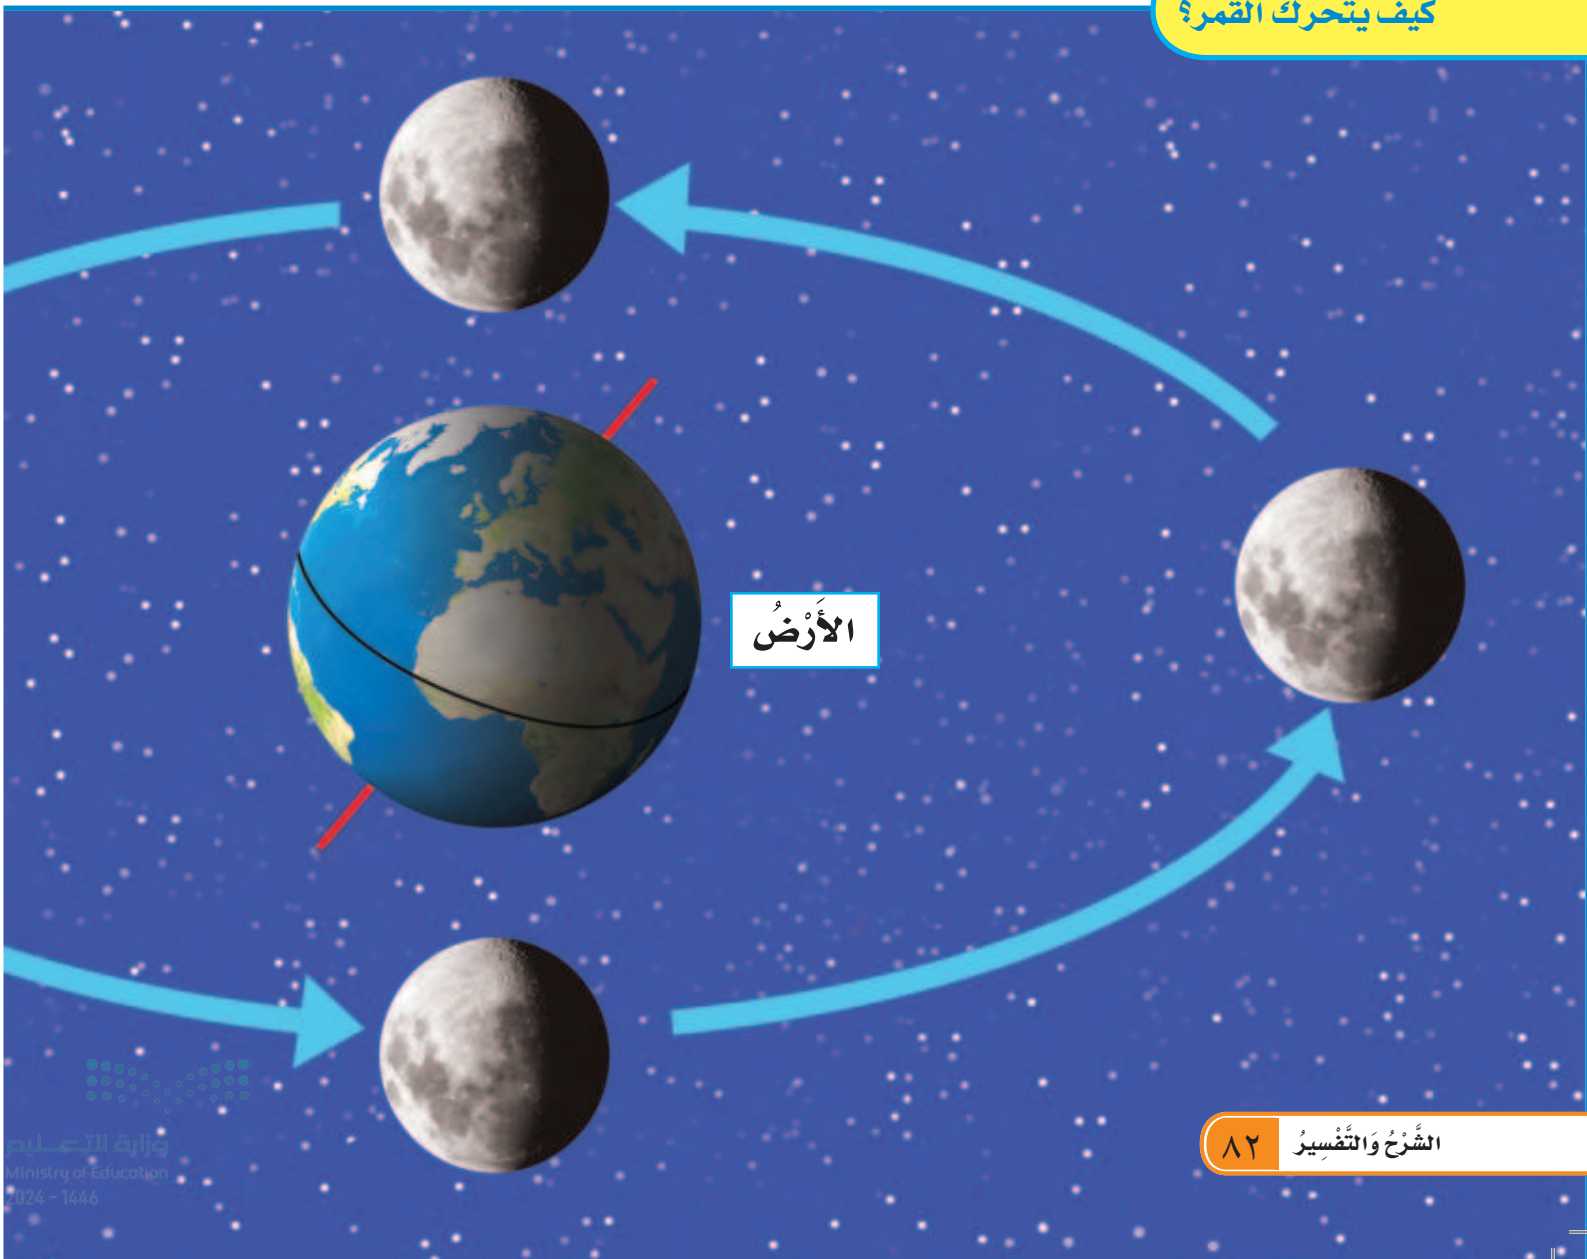 كيف يتحرك القمر؟
الأَرْضُ
الشَّرْحُ وَالتَّفْسِيرُ ٨٢
وزارة التعليم
Ministry of Education
2024 - 1446